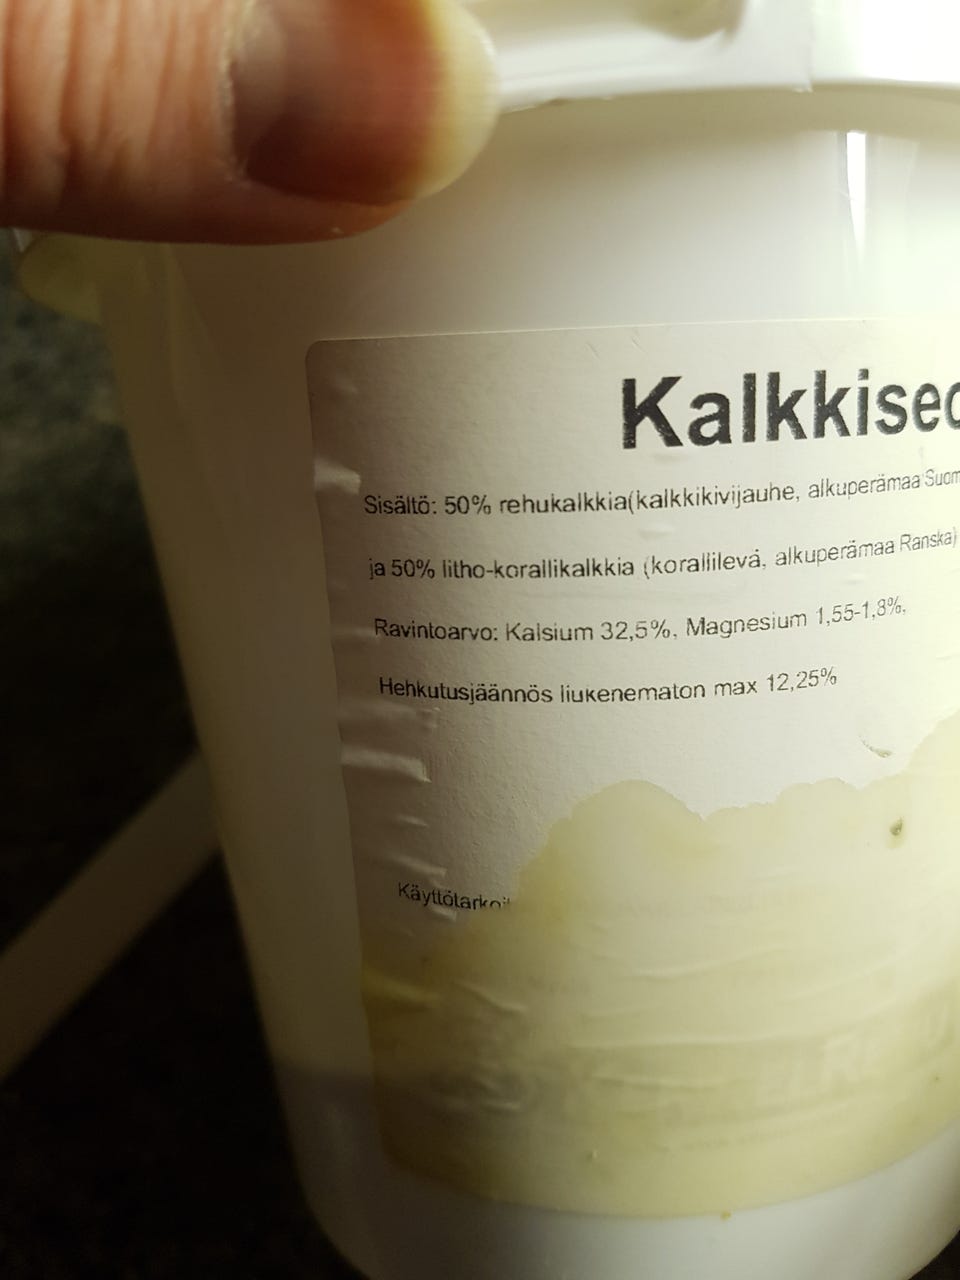 Kalkkised
Sisältö: 50% rehukalkkia(kalkkikivijauhe, alkuperämaa Suom
ja 50% litho-korallikalkkia (korallilevä, alkuperämaa Ranska)
Ravintoarvo: Kalsium 32,5%, Magnesium 1,55-1,8%,
Hehkutusjäännös liukenematon max 12,25%
Käyttötarkoit